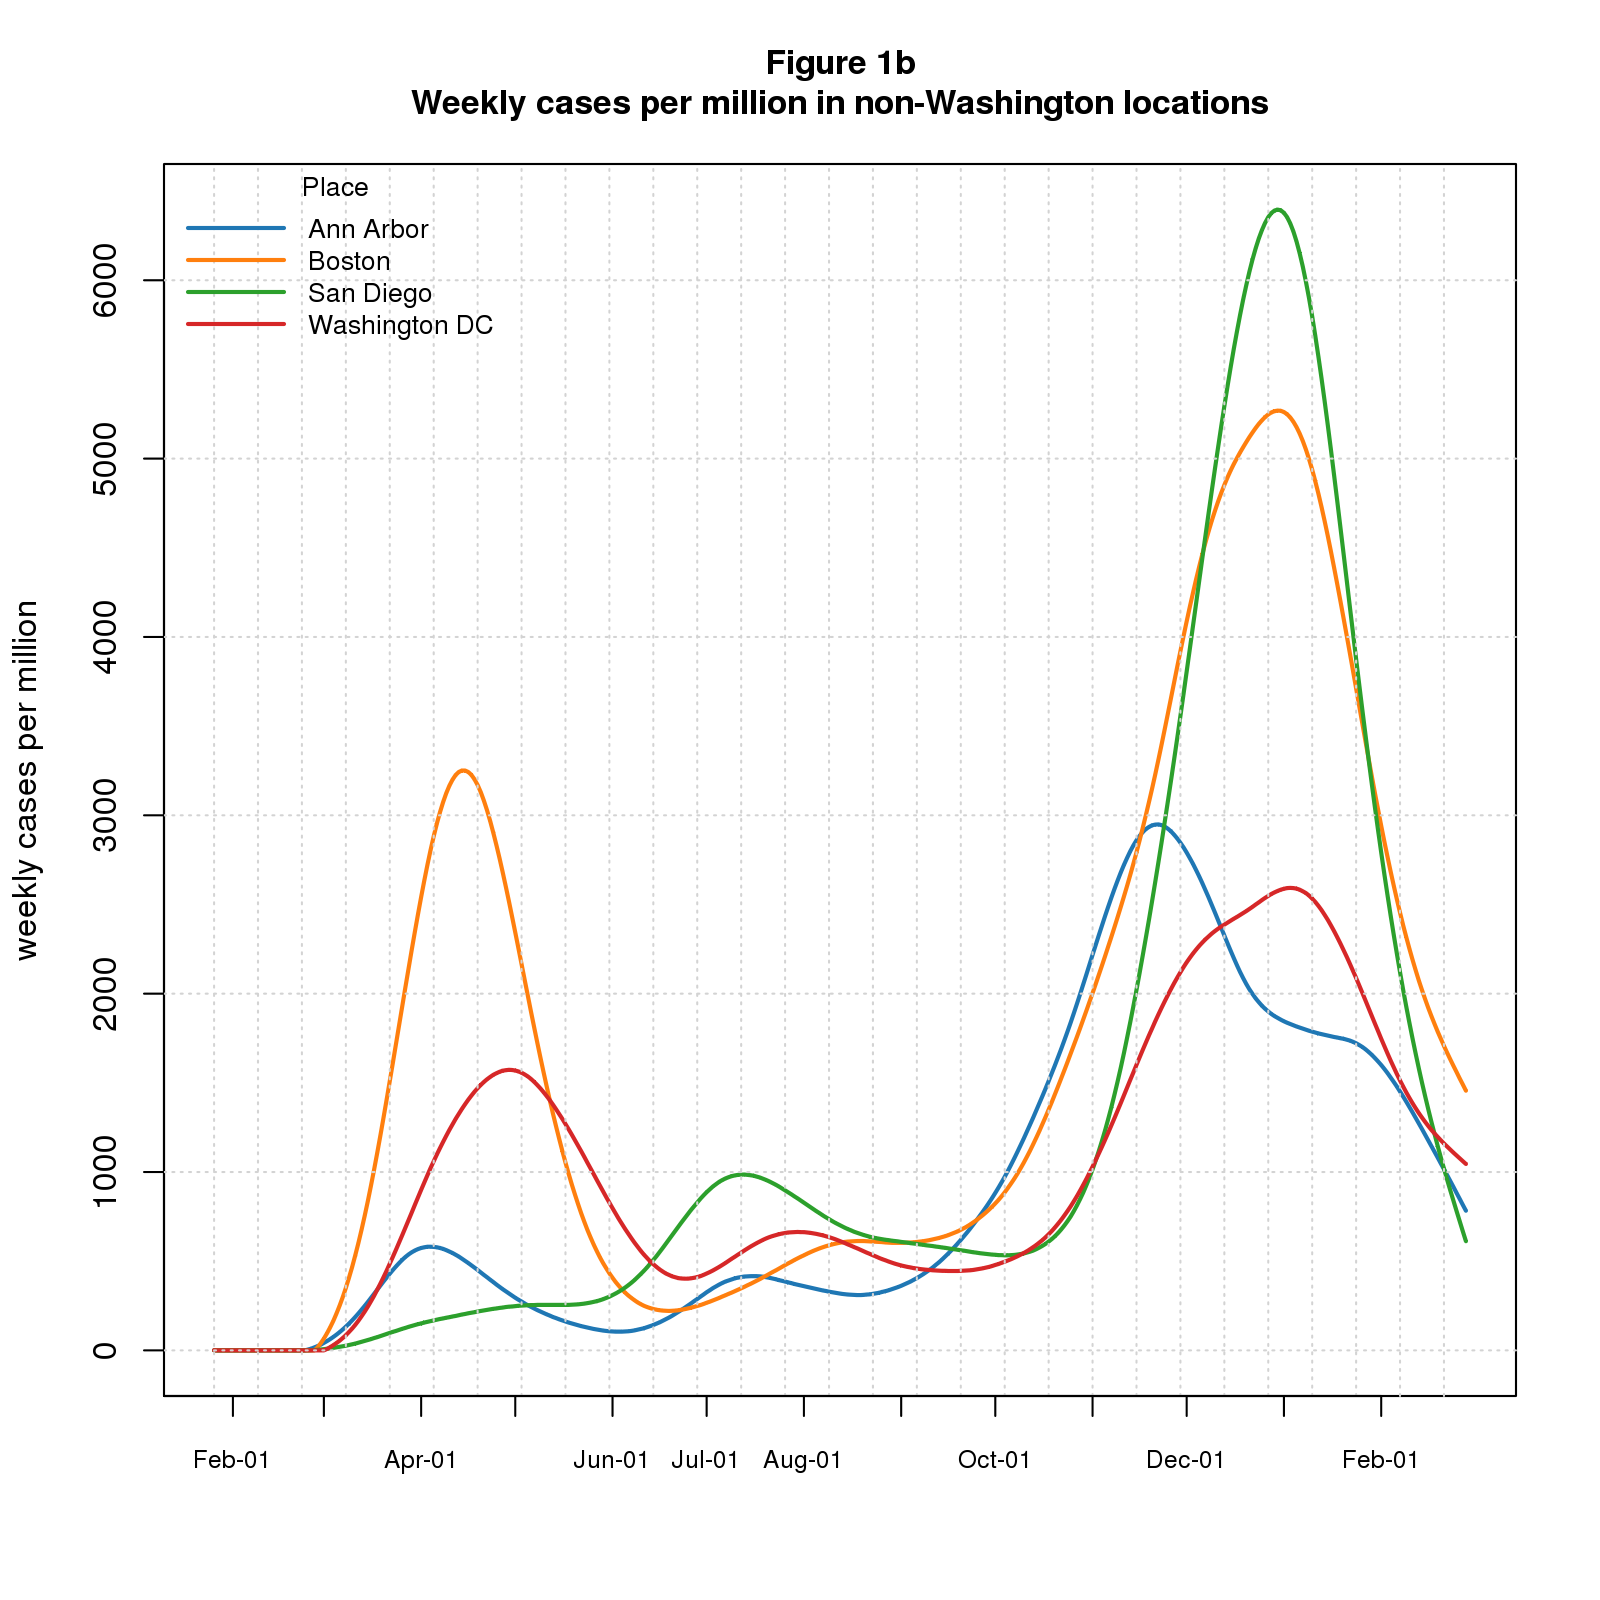 Figure 1b
Weekly cases per million in non-Washington locations
Place
Ann Arbor
Boston
San Diego
Washington DC
weekly cases per million
6000
5000
4000
3000
2000
1000
0
Feb-01 Apr-01 Jun-01 Jul-01 Aug-01 Oct-01 Dec-01 Feb-01